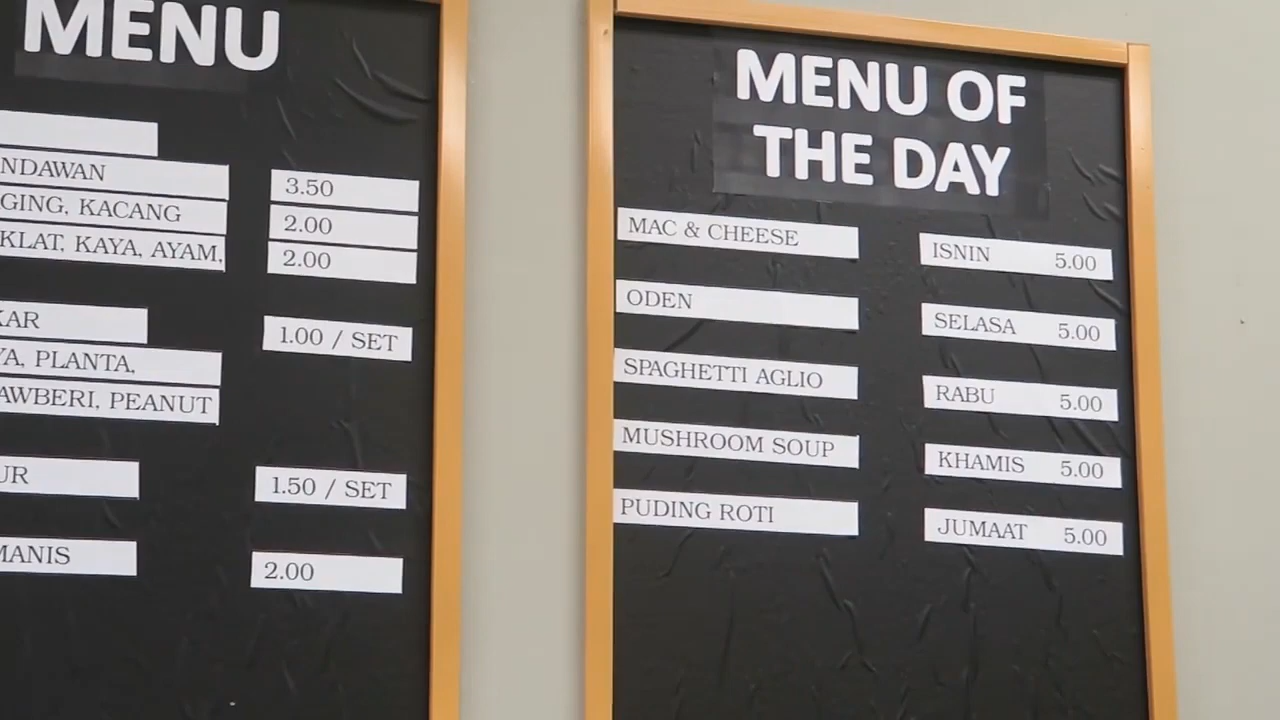 MENU
NDAWAN 3.50
GING, KACANG 2.00
KLAT, KAYA, AYAM, 2.00
KAR 1.00 / SET
YA, PLANTA,
AWBERI, PEANUT
UR 1.50 / SET
MANIS 2.00
MENU OF
THE DAY
MAC & CHEESE ISNIN 5.00
ODEN SELASA 5.00
SPAGHETTI AGLIO RABU 5.00
MUSHROOM SOUP KHAMIS 5.00
PUDING ROTI JUMAAT 5.00